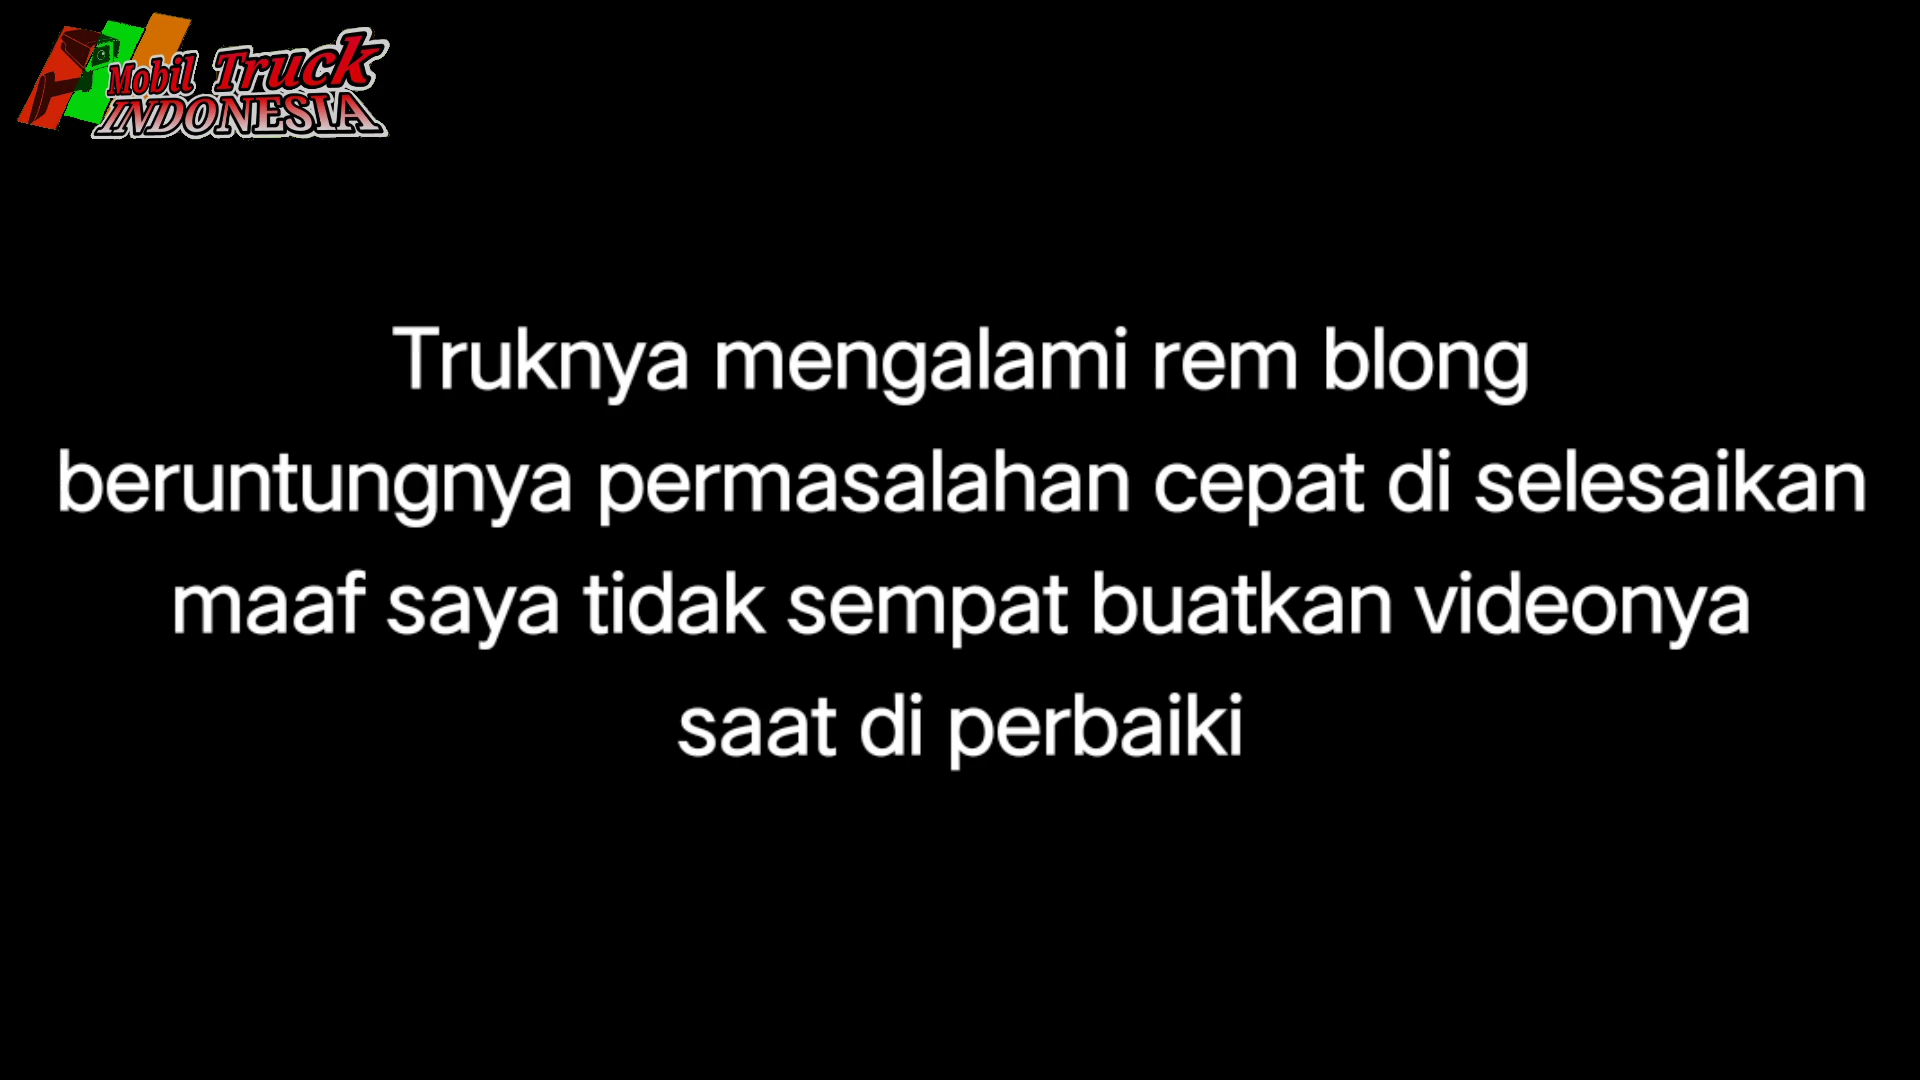 Mobil Truck
INDONESIA
Truknya mengalami rem blong
beruntungnya permasalahan cepat di selesaikan
maaf saya tidak sempat buatkan videonya
saat di perbaiki